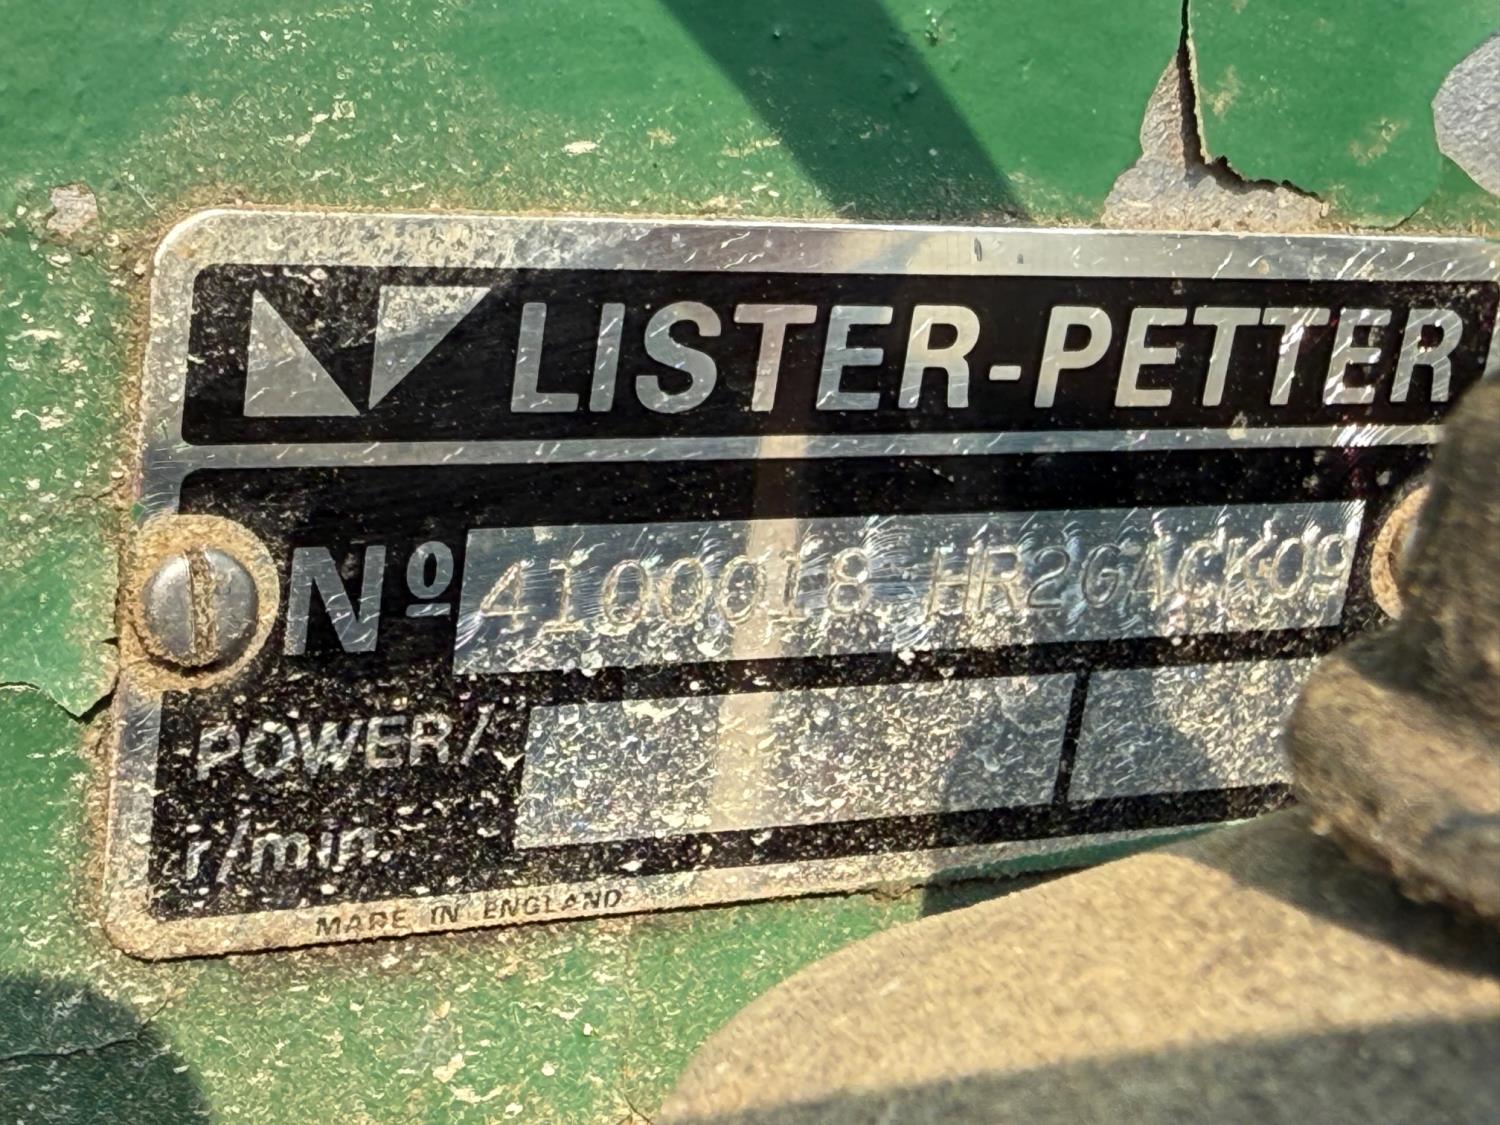 LISTER-PETTER
Nº 4100018 HR2GACK09
POWER/
r/min.
MADE IN ENGLAND